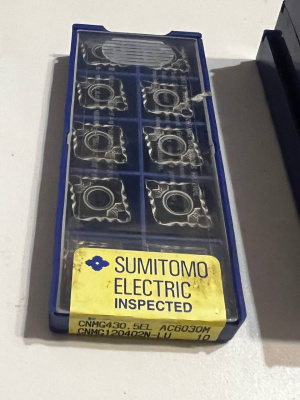 SUMITOMO
ELECTRIC
INSPECTED
CNMG430.5EL AC6030M
CNMG120402N-LU 10